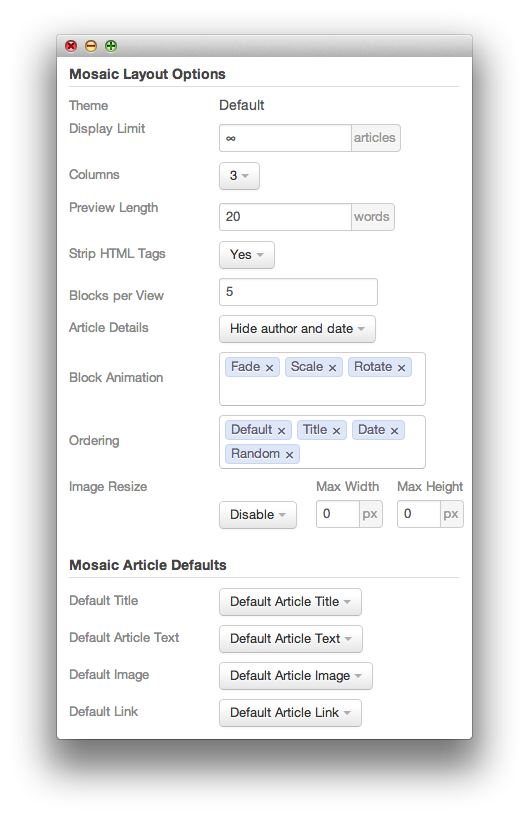 Mosaic Layout Options
Theme Default
Display Limit ∞ articles
Columns 3
Preview Length 20 words
Strip HTML Tags Yes
Blocks per View 5
Article Details Hide author and date
Block Animation Fade × Scale × Rotate ×
Ordering Default × Title × Date ×
Random ×
Image Resize Max Width Max Height
Disable 0 px 0 px
Mosaic Article Defaults
Default Title Default Article Title
Default Article Text Default Article Text
Default Image Default Article Image
Default Link Default Article Link